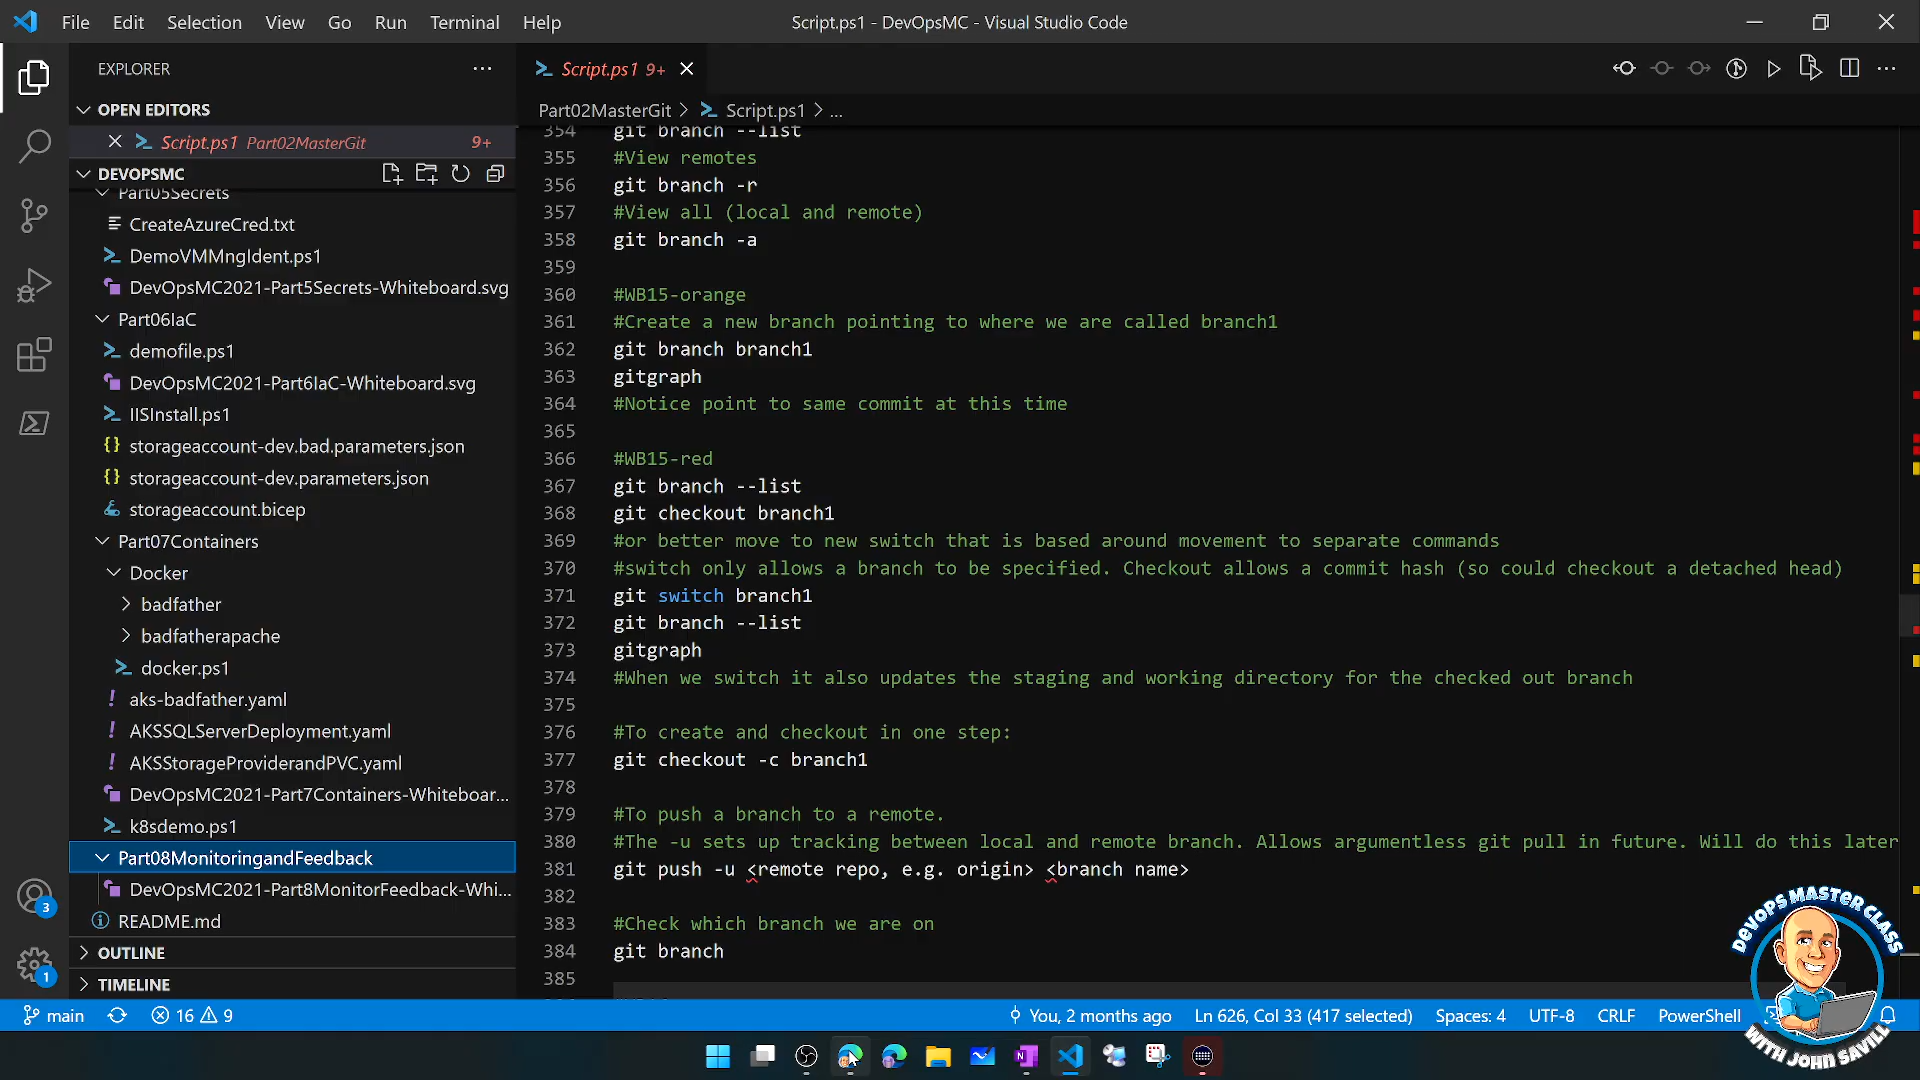 File Edit Selection View Go Run Terminal Help
Script.ps1 - DevOpsMC - Visual Studio Code
EXPLORER
OPEN EDITORS
Script.ps1 Part02MasterGit 9+
DEVOPSMC
Part05Secrets
CreateAzureCred.txt
DemoVMMngIdent.ps1
DevOpsMC2021-Part5Secrets-Whiteboard.svg
Part06IaC
demofile.ps1
DevOpsMC2021-Part6IaC-Whiteboard.svg
IISInstall.ps1
storageaccount-dev.bad.parameters.json
storageaccount-dev.parameters.json
storageaccount.bicep
Part07Containers
Docker
badfather
badfatherapache
docker.ps1
aks-badfather.yaml
AKSSQLServerDeployment.yaml
AKSStorageProviderandPVC.yaml
DevOpsMC2021-Part7Containers-Whiteboar...
k8sdemo.ps1
Part08MonitoringandFeedback
DevOpsMC2021-Part8MonitorFeedback-Whi...
README.md
OUTLINE
TIMELINE
3
1
Script.ps1 9+
Part02MasterGit > Script.ps1 > ...
354 git branch --list
355 #View remotes
356 git branch -r
357 #View all (local and remote)
358 git branch -a
359
360 #WB15-orange
361 #Create a new branch pointing to where we are called branch1
362 git branch branch1
363 gitgraph
364 #Notice point to same commit at this time
365
366 #WB15-red
367 git branch --list
368 git checkout branch1
369 #or better move to new switch that is based around movement to separate commands
370 #switch only allows a branch to be specified. Checkout allows a commit hash (so could checkout a detached head)
371 git switch branch1
372 git branch --list
373 gitgraph
374 #When we switch it also updates the staging and working directory for the checked out branch
375
376 #To create and checkout in one step:
377 git checkout -c branch1
378
379 #To push a branch to a remote.
380 #The -u sets up tracking between local and remote branch. Allows argumentless git pull in future. Will do this later
381 git push -u <remote repo, e.g. origin> <branch name>
382
383 #Check which branch we are on
384 git branch
385
DEVOPS MASTER CLASS
WITH JOHN SAVILL
main 16 9 You, 2 months ago Ln 626, Col 33 (417 selected) Spaces: 4 UTF-8 CRLF PowerShell